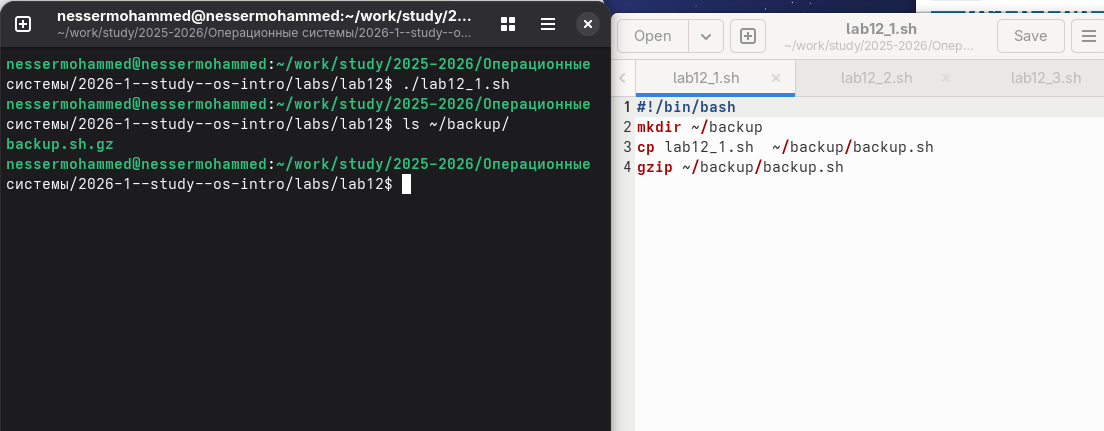 nessermohammed@nessermohammed:~/work/study/2...
~/work/study/2025-2026/Операционные системы/2026-1--study--o...
nessermohammed@nessermohammed:~/work/study/2025-2026/Операционные
системы/2026-1--study--os-intro/labs/lab12$ ./lab12_1.sh
nessermohammed@nessermohammed:~/work/study/2025-2026/Операционные
системы/2026-1--study--os-intro/labs/lab12$ ls ~/backup/
backup.sh.gz
nessermohammed@nessermohammed:~/work/study/2025-2026/Операционные
системы/2026-1--study--os-intro/labs/lab12$
Open
lab12_1.sh
~/work/study/2025-2026/Опер...
Save
lab12_1.sh
lab12_2.sh
lab12_3.sh
1 #!/bin/bash
2 mkdir ~/backup
3 cp lab12_1.sh  ~/backup/backup.sh
4 gzip ~/backup/backup.sh